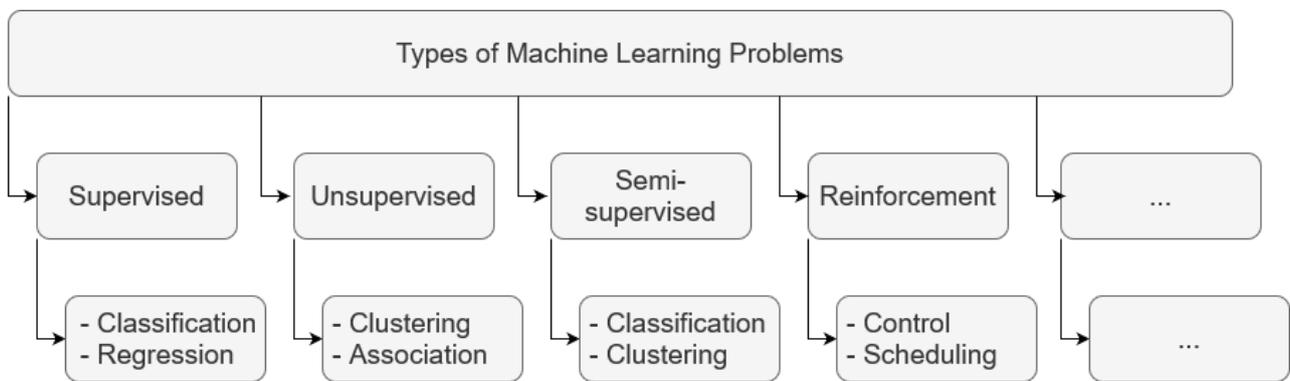 Types of Machine Learning Problems
Supervised
Unsupervised
Semi-
supervised
Reinforcement
...
- Classification
- Regression
- Clustering
- Association
- Classification
- Clustering
- Control
- Scheduling
...